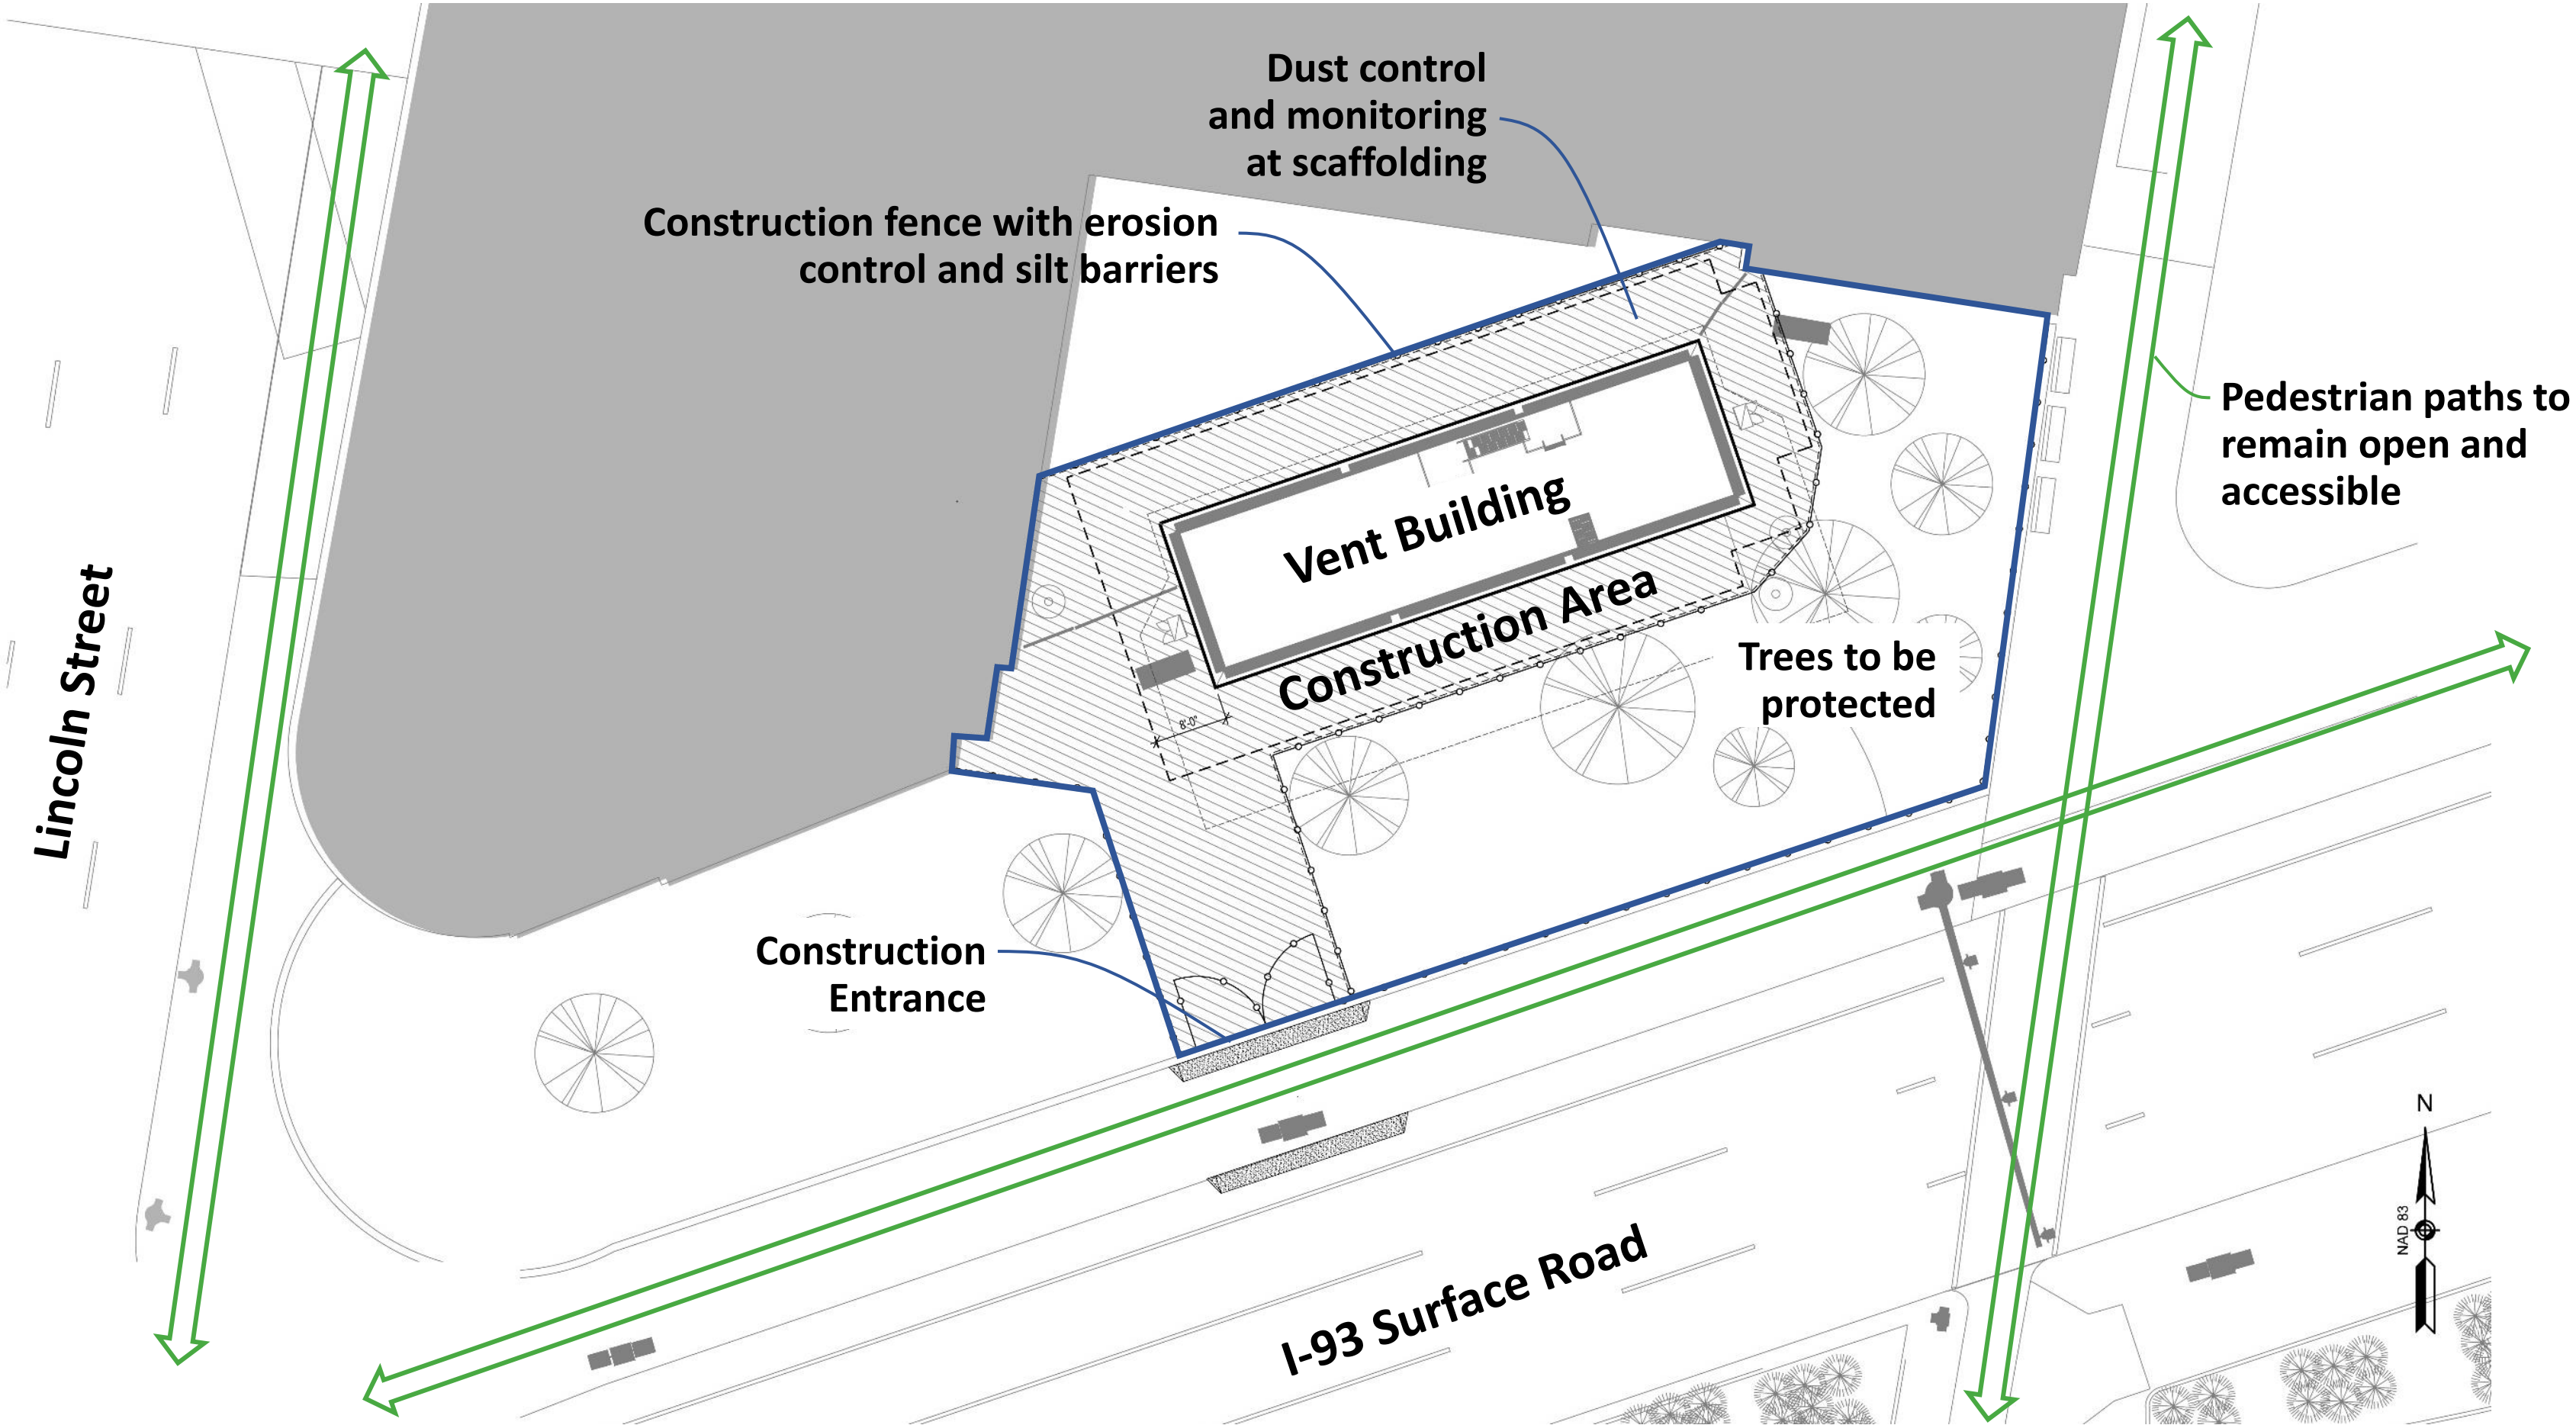 Dust control
and monitoring
at scaffolding
Construction fence with erosion
control and silt barriers
Pedestrian paths to
remain open and
accessible
Vent Building
Construction Area
Lincoln Street
Trees to be
protected
8'-0"
Construction
Entrance
I-93 Surface Road
N
NAD 83